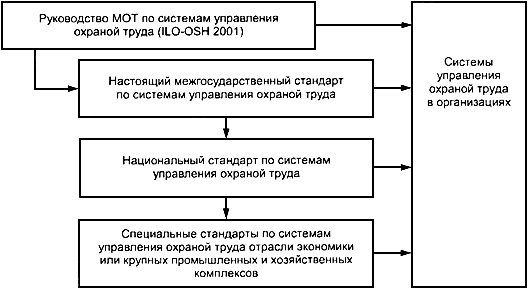 Руководство МОТ по системам управления
охраной труда (ILO-OSH 2001)
Настоящий межгосударственный стандарт
по системам управления охраной труда
Национальный стандарт по системам
управления охраной труда
Специальные стандарты по системам
управления охраной труда отрасли экономики
или крупных промышленных и хозяйственных
комплексов
Системы
управления
охраной труда
в организациях